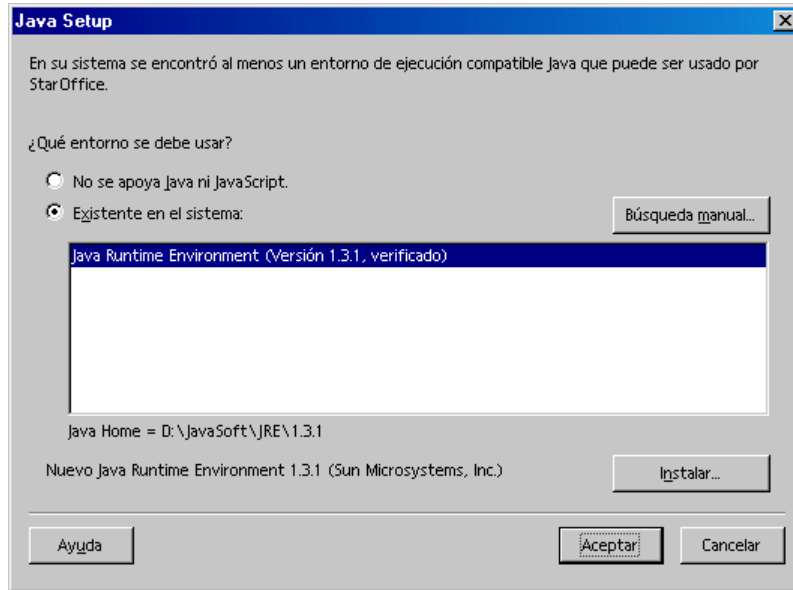 Java Setup
En su sistema se encontró al menos un entorno de ejecución compatible Java que puede ser usado por
StarOffice.
¿Qué entorno se debe usar?
No se apoya Java ni JavaScript.
Existente en el sistema:
Búsqueda manual...
Java Runtime Environment (Versión 1.3.1, verificado)
Java Home = D:\JavaSoft\JRE\1.3.1
Nuevo Java Runtime Environment 1.3.1 (Sun Microsystems, Inc.)
Instalar...
Ayuda
Aceptar
Cancelar